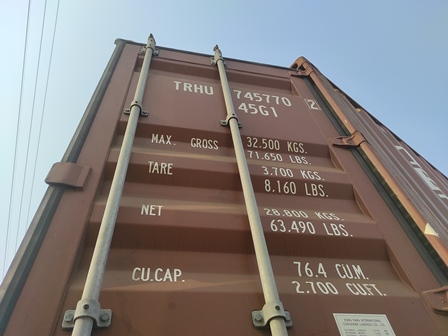 TRHU 745770 2
45G1
MAX. GROSS 32.500 KGS.
71.650 LBS.
TARE 3.700 KGS.
8.160 LBS.
NET 28.800 KGS.
63.490 LBS.
CU.CAP. 76.4 CU.M.
2.700 CU.FT.